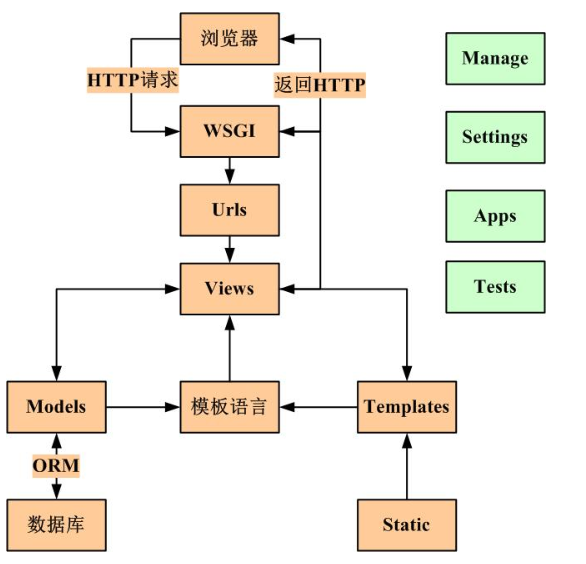 浏览器
Manage
HTTP请求
返回HTTP
WSGI
Settings
Urls
Apps
Views
Tests
Models
模板语言
Templates
ORM
数据库
Static